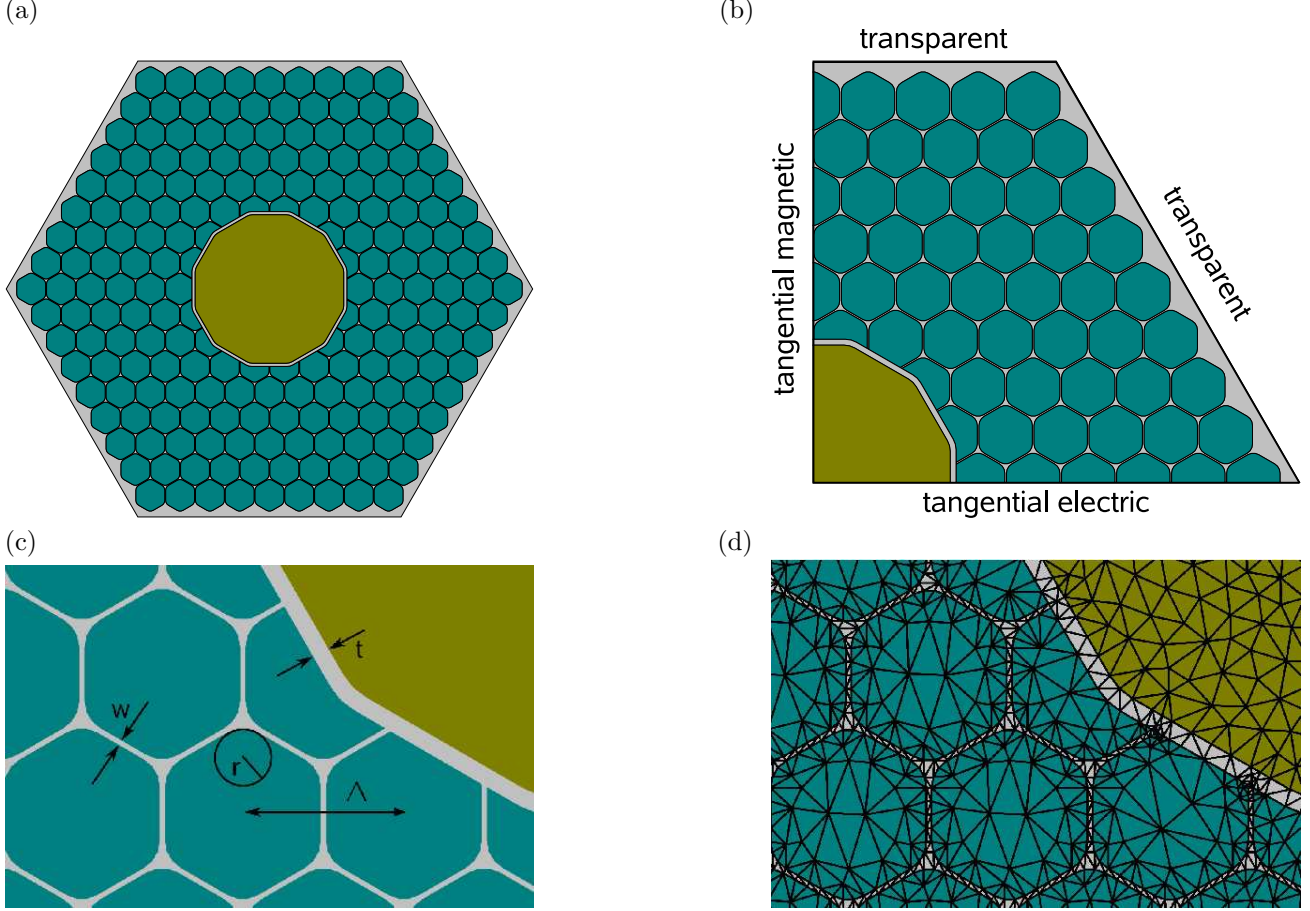 (a)
(b)
transparent
tangential magnetic
transparent
tangential electric
(c)
(d)
t
w
r
Λ